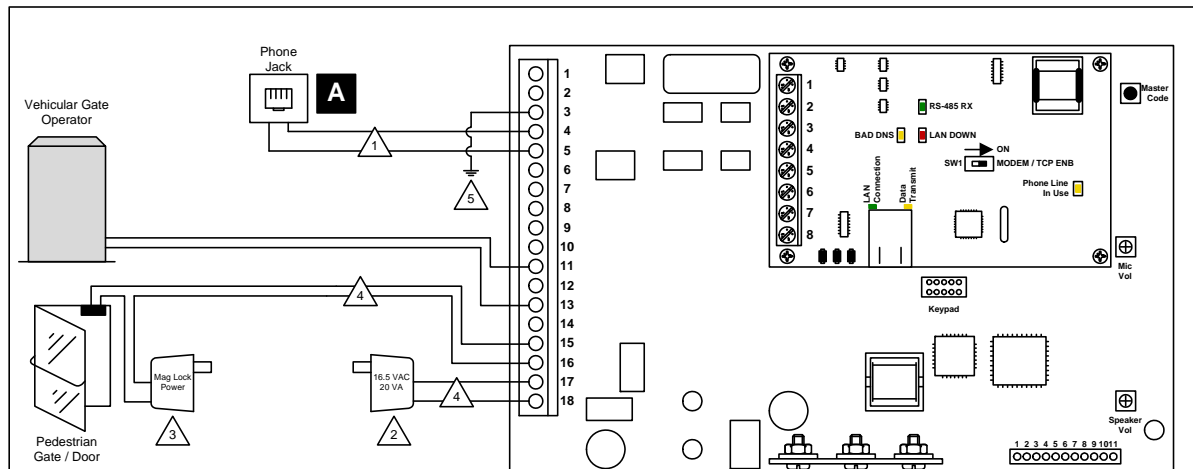 Phone
Jack
A
Vehicular Gate
Operator
1
5
4
Mag Lock
Power
3
16.5 VAC
20 VA
2
4
Pedestrian
Gate / Door
1
2
3
4
5
6
7
8
9
10
11
12
13
14
15
16
17
18
1
2
3
4
5
6
7
8
RS-485 RX
BAD DNS
LAN DOWN
ON
SW1
MODEM / TCP ENB
Phone Line
In Use
LAN
Connection
Data
Transmit
Master
Code
Mic
Vol
Keypad
Speaker
Vol
1 2 3 4 5 6 7 8 9 10 11